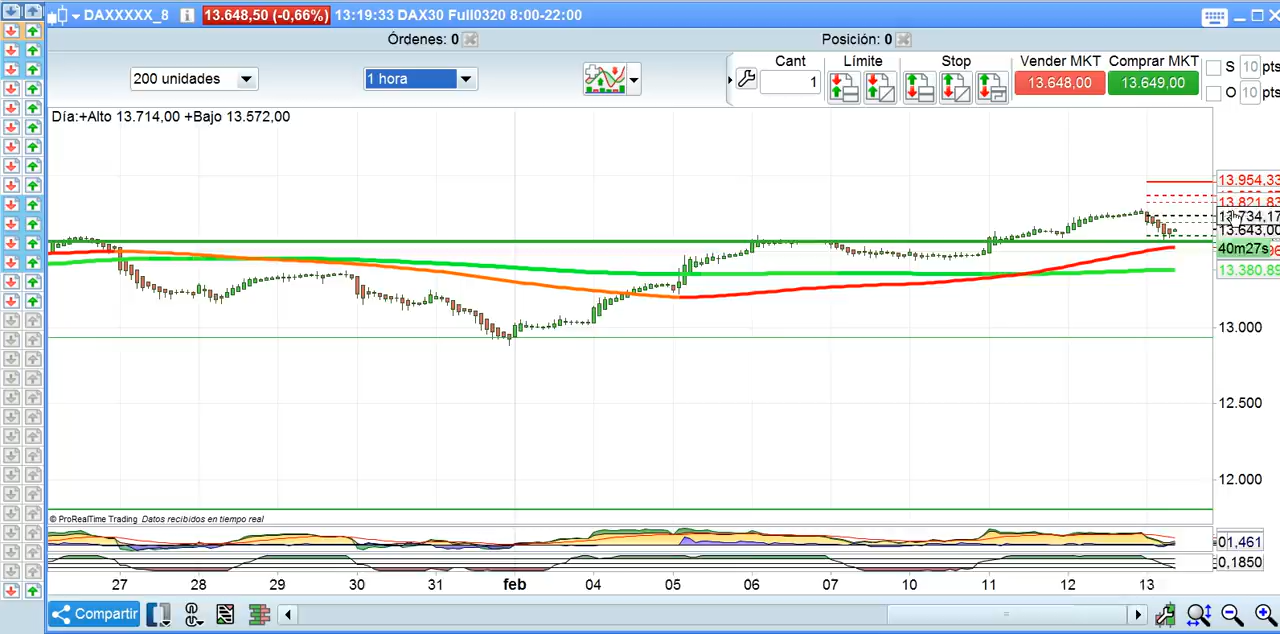 DAXXXXX_8 13.648,50 (-0,66%) 13:19:33 DAX30 Full0320 8:00-22:00
Órdenes: 0 Posición: 0
200 unidades 1 hora Cant 1 Límite Stop Vender MKT 13.648,00 Comprar MKT 13.649,00 S 10 pts
O 10 pts
Día:+Alto 13.714,00 +Bajo 13.572,00
13.954,33
13.821,83
13.734,17
13.643,00
40m27s
13.380,89
13.000
12.500
12.000
© ProRealTime Trading Datos recibidos en tiempo real
01,461
0,1850
27 28 29 30 31 feb 04 05 06 07 10 11 12 13
Compartir